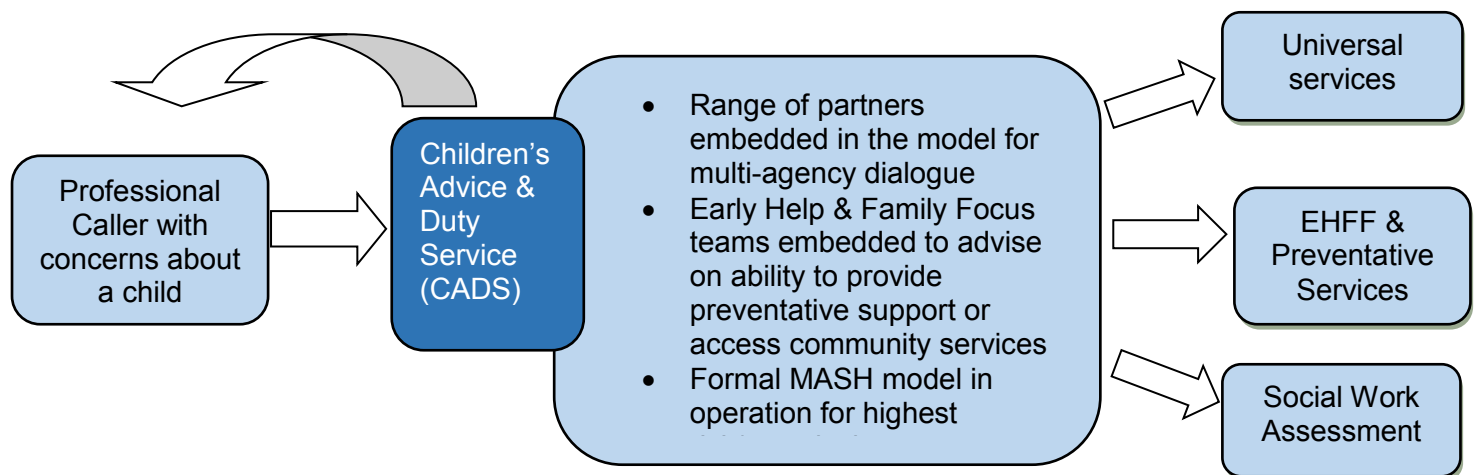 Professional
Caller with
concerns about
a child
Children's
Advice &
Duty
Service
(CADS)
• Range of partners
embedded in the model for
multi-agency dialogue
• Early Help & Family Focus
teams embedded to advise
on ability to provide
preventative support or
access community services
• Formal MASH model in
operation for highest
Universal
services
EHFF &
Preventative
Services
Social Work
Assessment